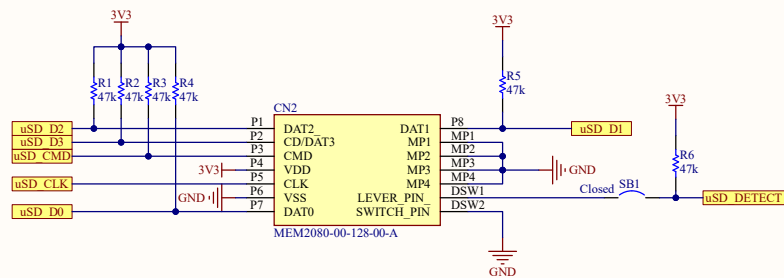 3V3
3V3
R1
47k
R2
47k
R3
47k
R4
47k
R5
47k
3V3
R6
47k
CN2
uSD_D2
P1
DAT2_
DAT1
P8
uSD_D1
uSD_D3
P2
CD/DAT3
MP1
MP1
uSD_CMD
P3
CMD
MP2
MP2
3V3
P4
VDD
MP3
MP3
GND
uSD_CLK
P5
CLK
MP4
MP4
GND
P6
VSS
LEVER_PIN_
DSW1
Closed
SB1
uSD_DETECT
uSD_D0
P7
DAT0
SWITCH_PIN_
DSW2
MEM2080-00-128-00-A
GND